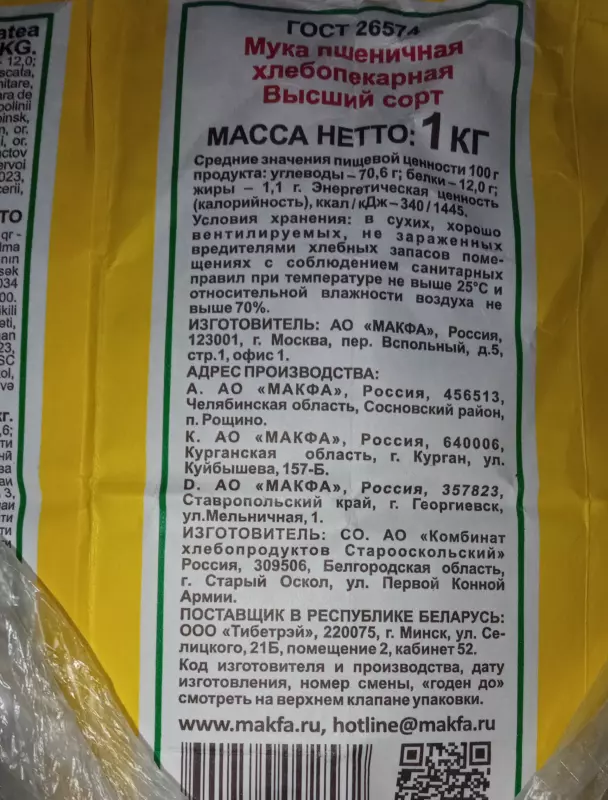 ГОСТ 26574
Мука пшеничная
хлебопекарная
Высший сорт
МАССА НЕТТО: 1 КГ
Средние значения пищевой ценности 100 г
продукта: углеводы – 70,6 г; белки – 12,0 г;
жиры – 1,1 г. Энергетическая ценность
(калорийность), ккал / кДж – 340 / 1445.
Условия хранения: в сухих, хорошо
вентилируемых, не зараженных
вредителями хлебных запасов поме-
щениях с соблюдением санитарных
правил при температуре не выше 25°С и
относительной влажности воздуха не
выше 70%.
ИЗГОТОВИТЕЛЬ: АО «МАКФА», Россия,
123001, г. Москва, пер. Вспольный, д.5,
стр.1, офис 1.
АДРЕС ПРОИЗВОДСТВА:
А. АО «МАКФА», Россия, 456513,
Челябинская область, Сосновский район,
п. Рощино.
К. АО «МАКФА», Россия, 640006,
Курганская область, г. Курган, ул.
Куйбышева, 157-Б.
D. АО «МАКФА», Россия, 357823,
Ставропольский край, г. Георгиевск,
ул.Мельничная, 1.
ИЗГОТОВИТЕЛЬ: СО. АО «Комбинат
хлебопродуктов Старооскольский»
Россия, 309506, Белгородская область,
г. Старый Оскол, ул. Первой Конной
Армии.
ПОСТАВЩИК В РЕСПУБЛИКЕ БЕЛАРУСЬ:
ООО «Тибетрэй», 220075, г. Минск, ул. Се-
лицкого, 21Б, помещение 2, кабинет 52.
Код изготовителя и производства, дату
изготовления, номер смены, «годен до»
смотреть на верхнем клапане упаковки.
www.makfa.ru, hotline@makfa.ru